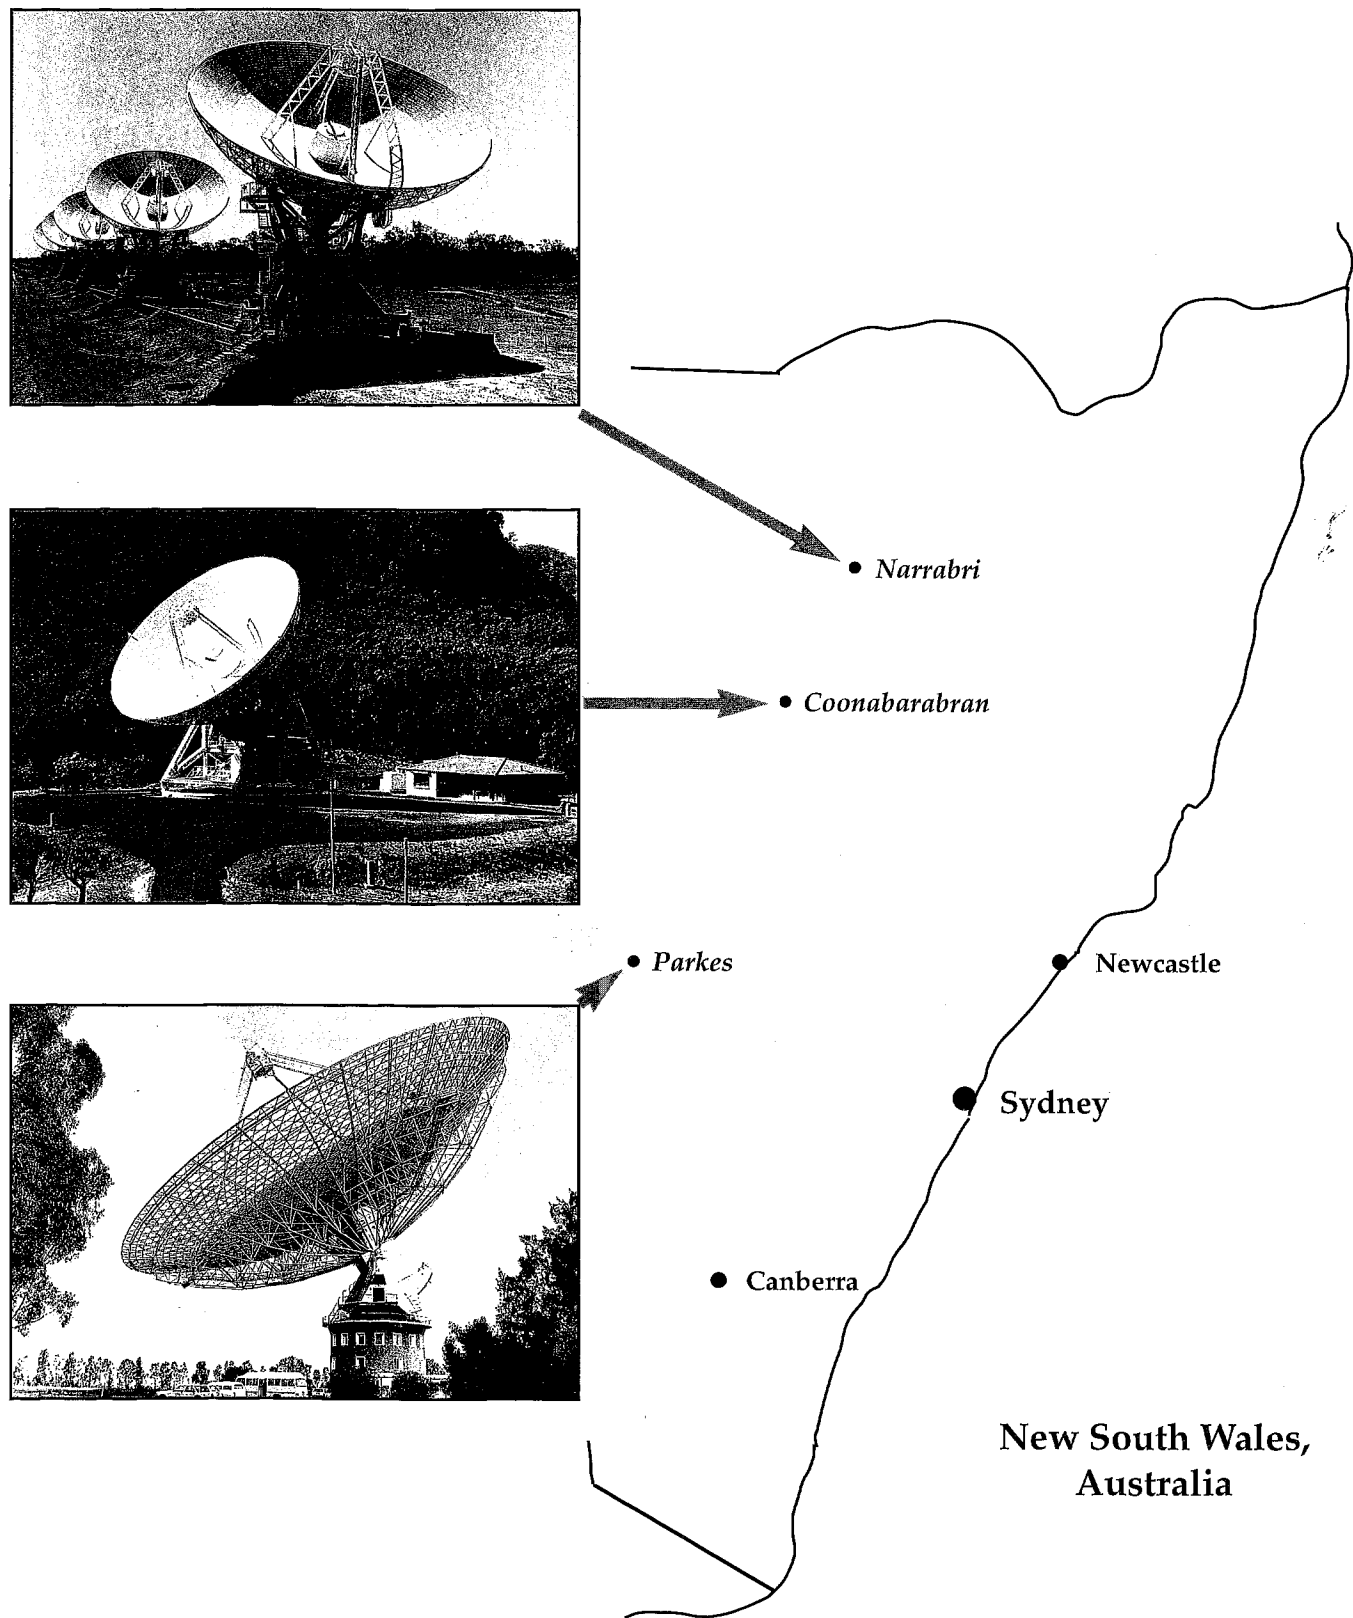 Narrabri
Coonabarabran
Parkes
Newcastle
Sydney
Canberra
New South Wales,
Australia